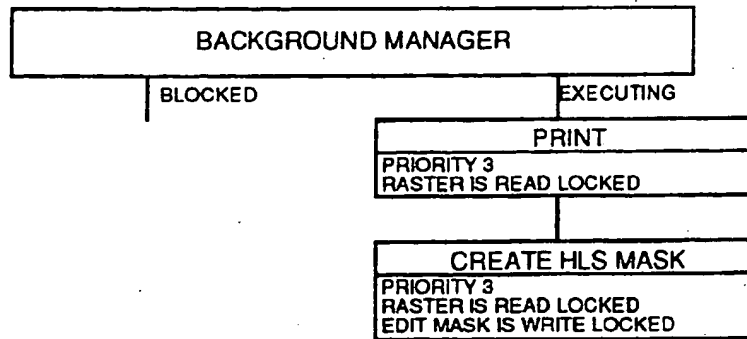 BACKGROUND MANAGER
BLOCKED
EXECUTING
PRINT
PRIORITY 3
RASTER IS READ LOCKED
CREATE HLS MASK
PRIORITY 3
RASTER IS READ LOCKED
EDIT MASK IS WRITE LOCKED